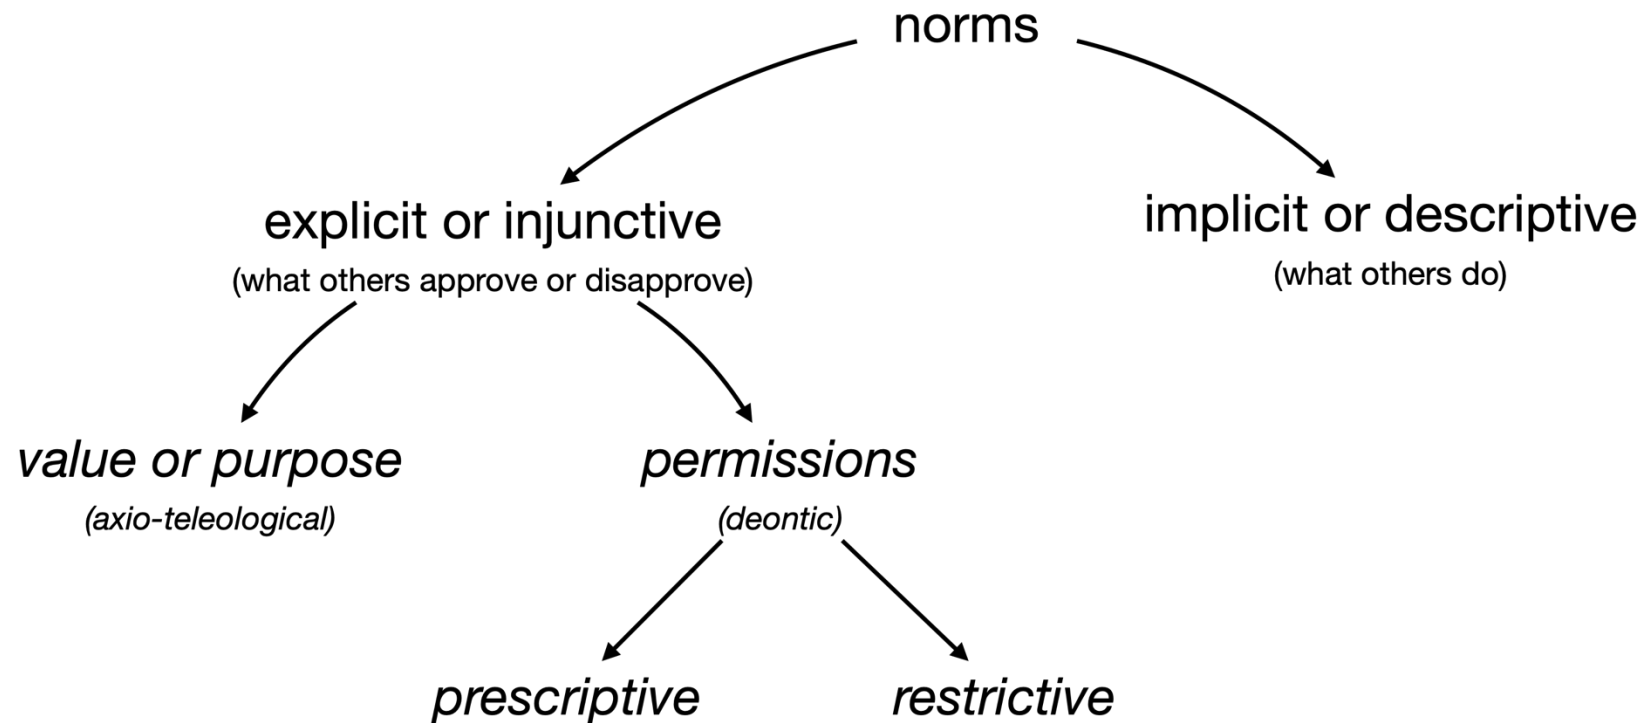 norms
explicit or injunctive
(what others approve or disapprove)
implicit or descriptive
(what others do)
value or purpose
(axio-teleological)
permissions
(deontic)
prescriptive
restrictive